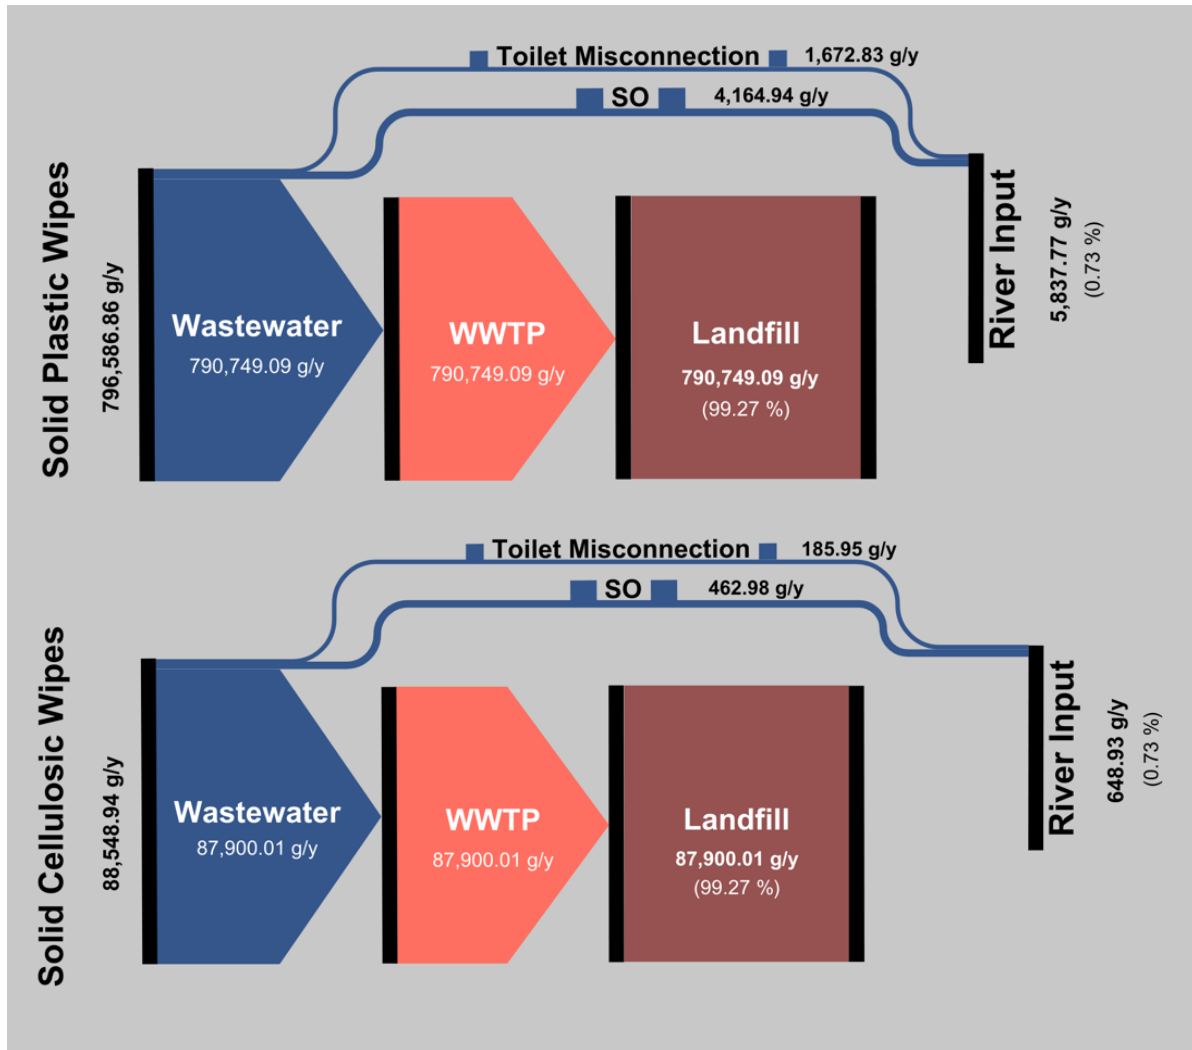 Toilet Misconnection
1,672.83 g/y
SO
4,164.94 g/y
Solid Plastic Wipes
796,586.86 g/y
Wastewater
790,749.09 g/y
WWTP
790,749.09 g/y
Landfill
790,749.09 g/y
(99.27 %)
River Input
5,837.77 g/y
(0.73 %)
Toilet Misconnection
185.95 g/y
SO
462.98 g/y
Solid Cellulosic Wipes
88,548.94 g/y
Wastewater
87,900.01 g/y
WWTP
87,900.01 g/y
Landfill
87,900.01 g/y
(99.27 %)
River Input
648.93 g/y
(0.73 %)